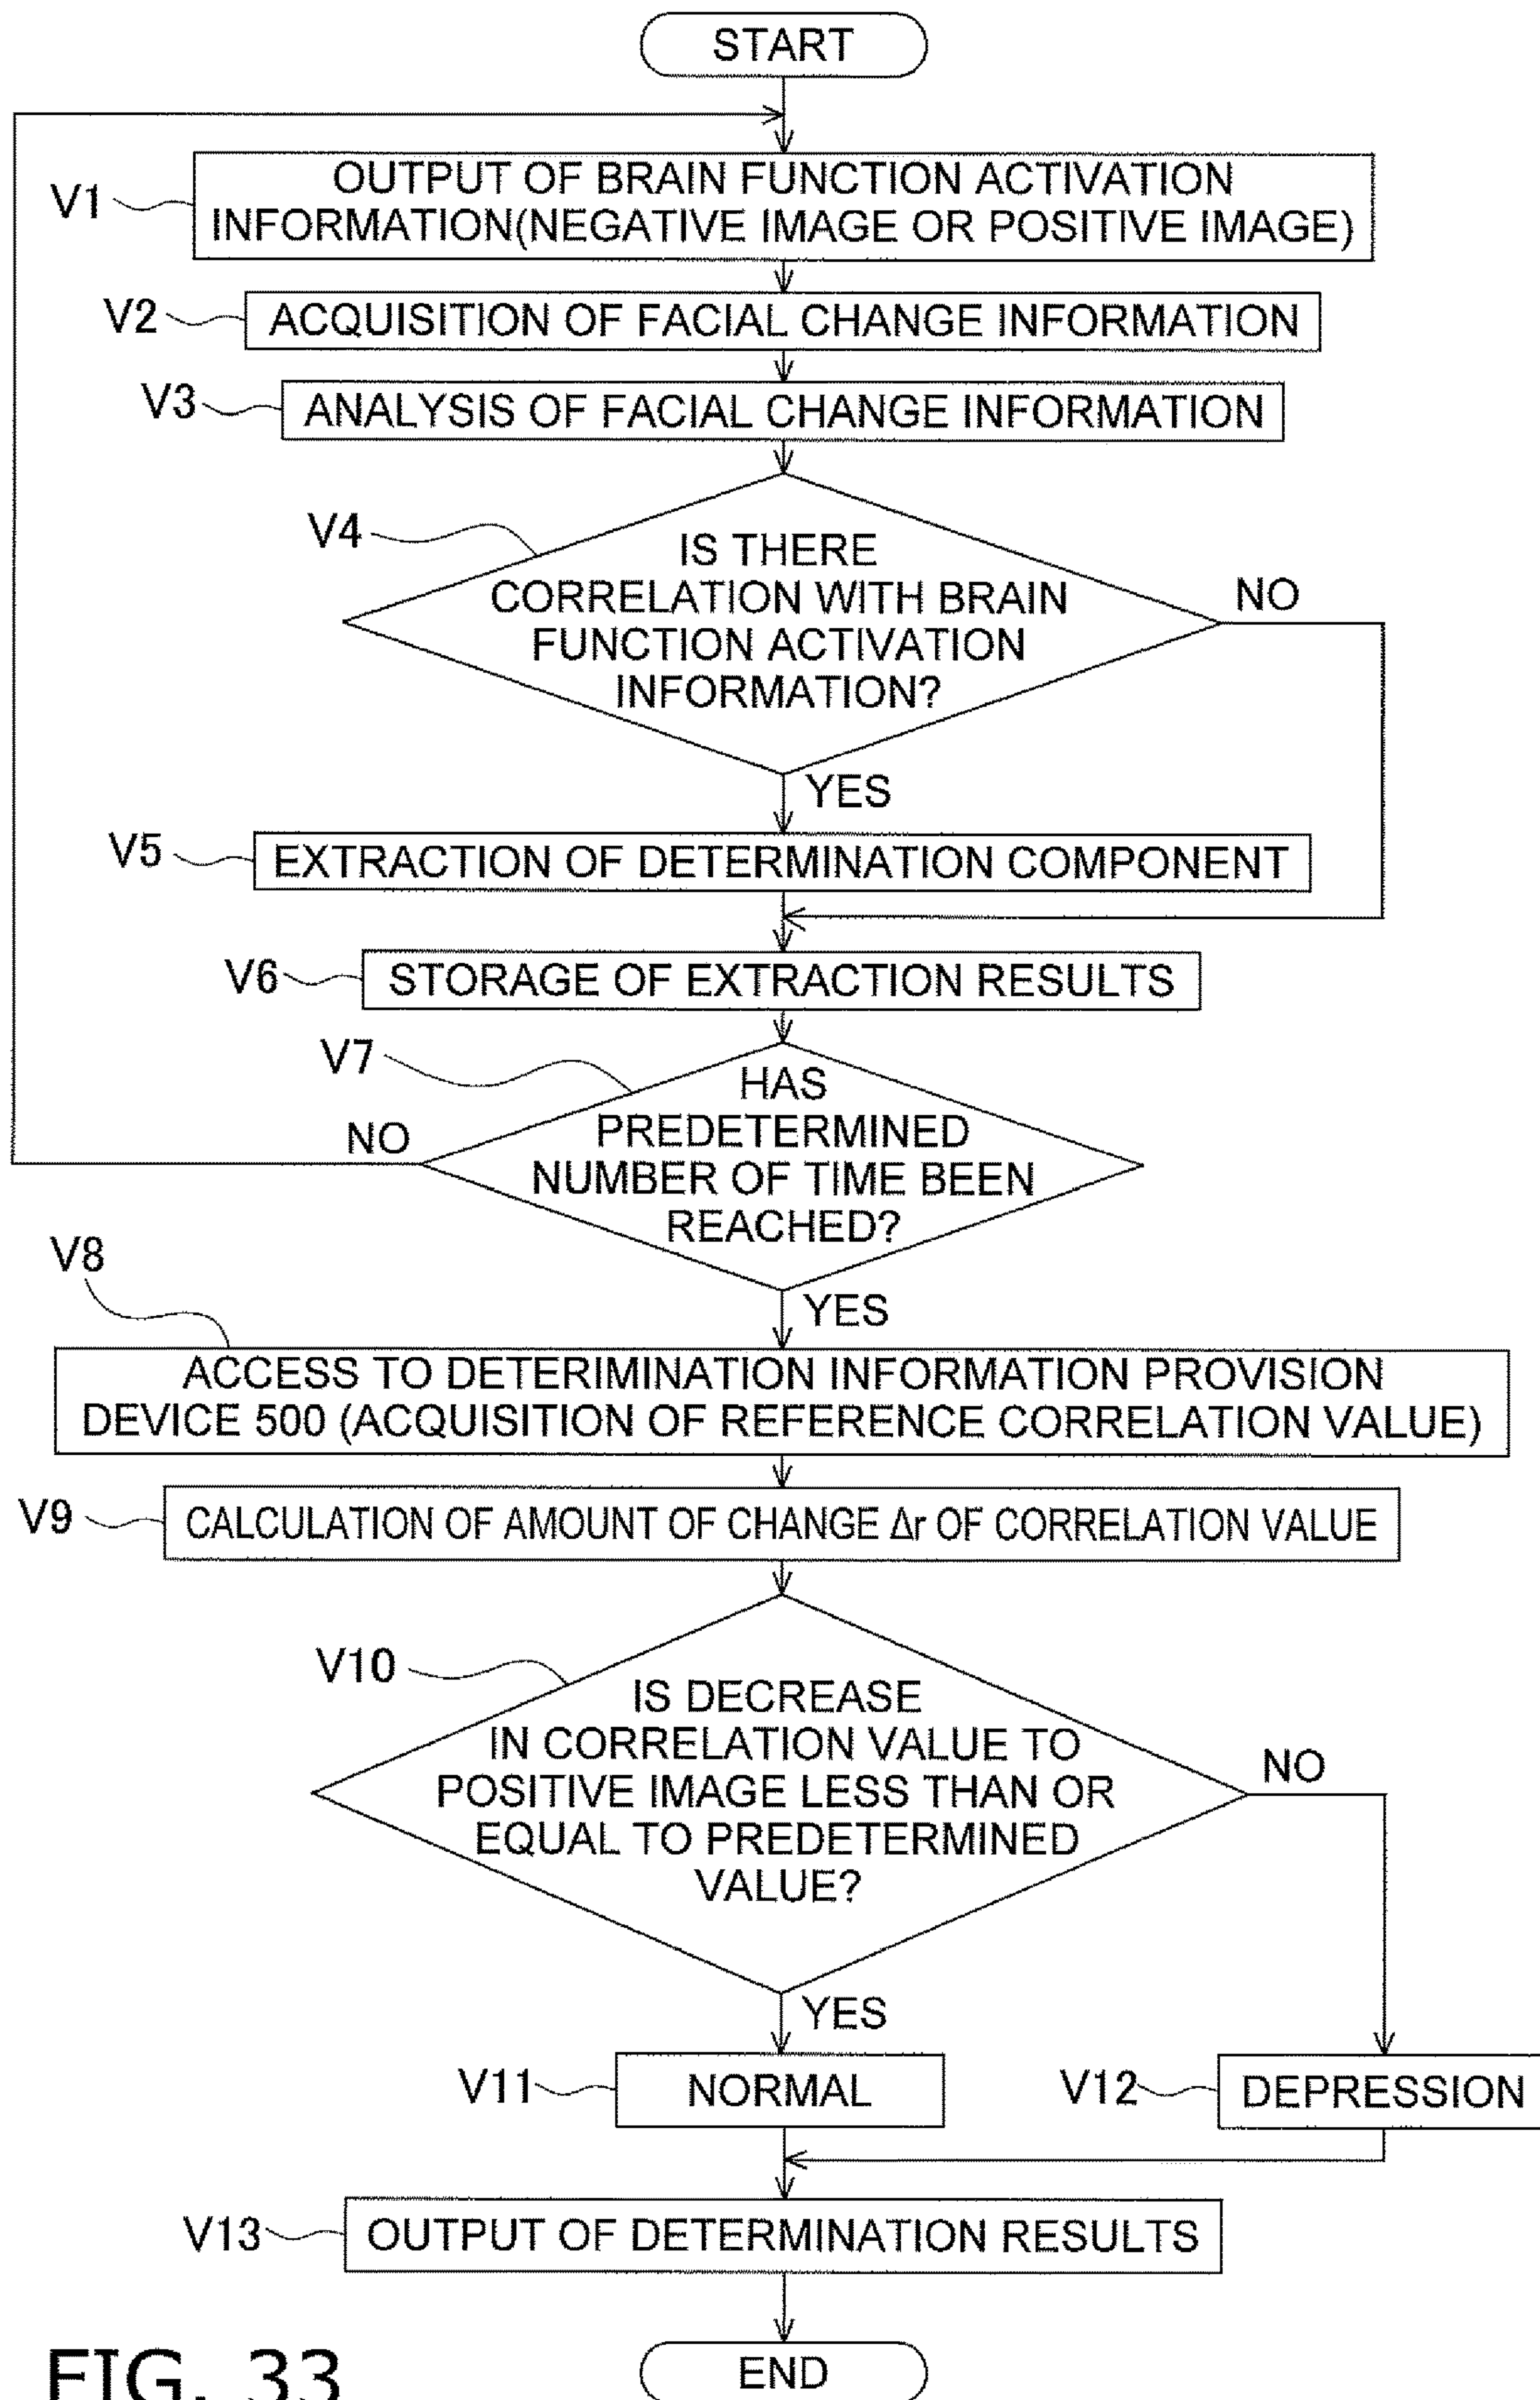 START
V1
OUTPUT OF BRAIN FUNCTION ACTIVATION
INFORMATION(NEGATIVE IMAGE OR POSITIVE IMAGE)
V2
ACQUISITION OF FACIAL CHANGE INFORMATION
V3
ANALYSIS OF FACIAL CHANGE INFORMATION
V4
IS THERE
CORRELATION WITH BRAIN
FUNCTION ACTIVATION
INFORMATION?
NO
YES
V5
EXTRACTION OF DETERMINATION COMPONENT
V6
STORAGE OF EXTRACTION RESULTS
V7
HAS
PREDETERMINED
NUMBER OF TIME BEEN
REACHED?
NO
YES
V8
ACCESS TO DETERIMINATION INFORMATION PROVISION
DEVICE 500 (ACQUISITION OF REFERENCE CORRELATION VALUE)
V9
CALCULATION OF AMOUNT OF CHANGE Δr OF CORRELATION VALUE
V10
IS DECREASE
IN CORRELATION VALUE TO
POSITIVE IMAGE LESS THAN OR
EQUAL TO PREDETERMINED
VALUE?
NO
YES
V11
NORMAL
V12
DEPRESSION
V13
OUTPUT OF DETERMINATION RESULTS
END
FIG. 33